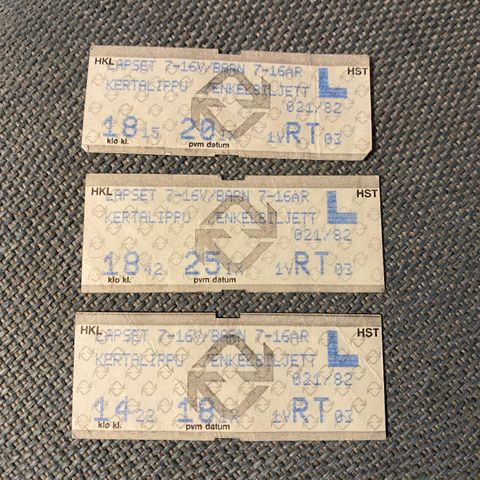 HKL LAPSET 7-16V/BARN 7-16ÅR L HST
KERTALIPPU ENKELBILJETT
021/82
18 15 20 IX 1V RT 03
klo kl. pvm datum
HKL LAPSET 7-16V/BARN 7-16ÅR L HST
KERTALIPPU ENKELBILJETT
021/82
18 42 25 IX 1V RT 03
klo kl. pvm datum
HKL LAPSET 7-16V/BARN 7-16ÅR L HST
KERTALIPPU ENKELBILJETT
021/82
14 23 18 IX 1V RT 03
klo kl. pvm datum